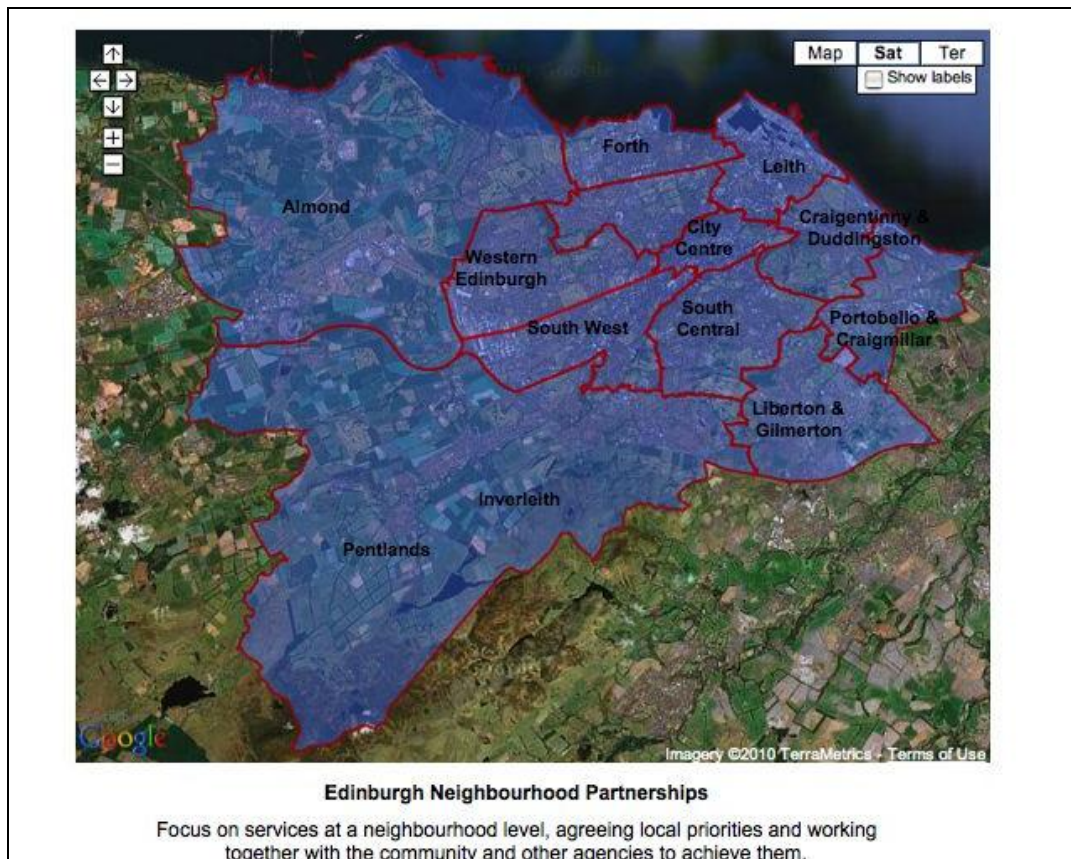 Map Sat Ter
Show labels
Forth
Leith
Almond
Craigentinny &
Duddingston
City
Centre
Western
Edinburgh
South West
South
Central
Portobello &
Craigmillar
Liberton &
Gilmerton
Inverleith
Pentlands
Google
Imagery ©2010 TerraMetrics - Terms of Use
Edinburgh Neighbourhood Partnerships
Focus on services at a neighbourhood level, agreeing local priorities and working
together with the community and other agencies to achieve them.